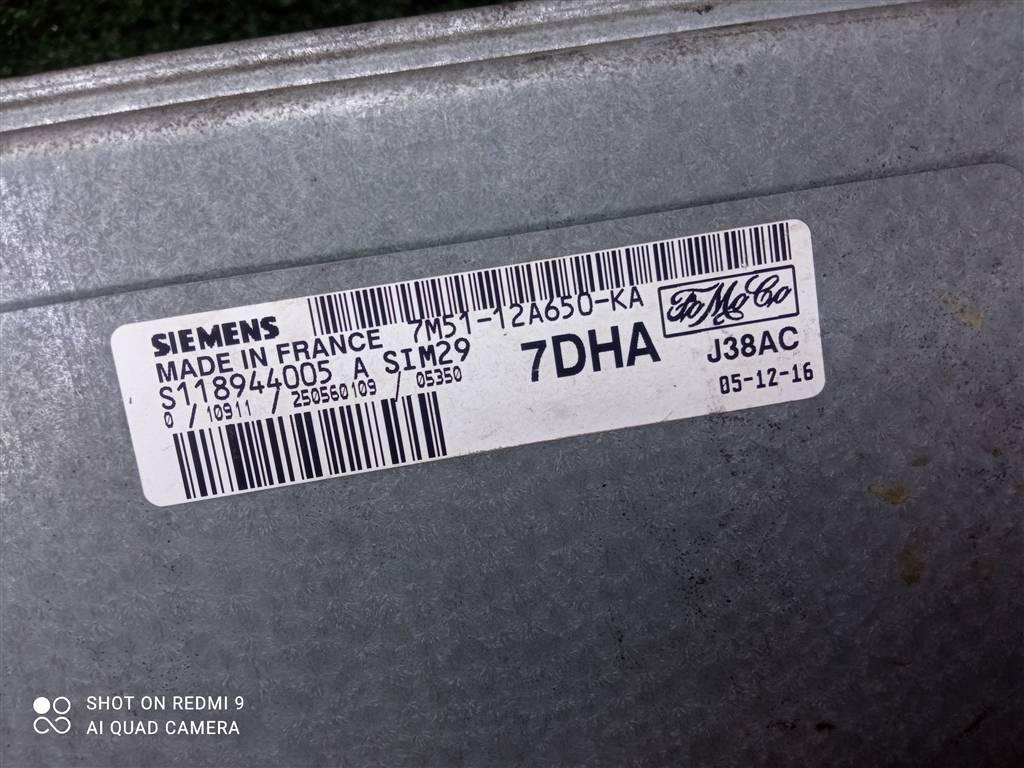 SIEMENS
MADE IN FRANCE 7M51-12A650-KA
S118944005 A SIM29
0 / 10911 / 250560109 / 05350
7DHA
FoMoCo
J38AC
05-12-16
SHOT ON REDMI 9
AI QUAD CAMERA